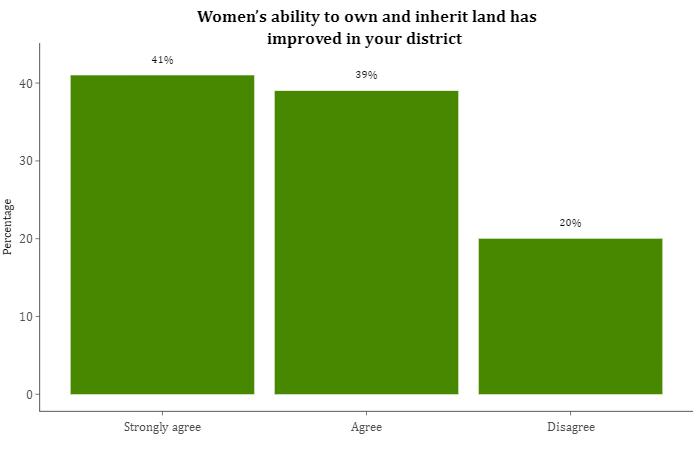 Women’s ability to own and inherit land has
improved in your district
41%
39%
20%
40
30
20
10
0
Percentage
Strongly agree
Agree
Disagree